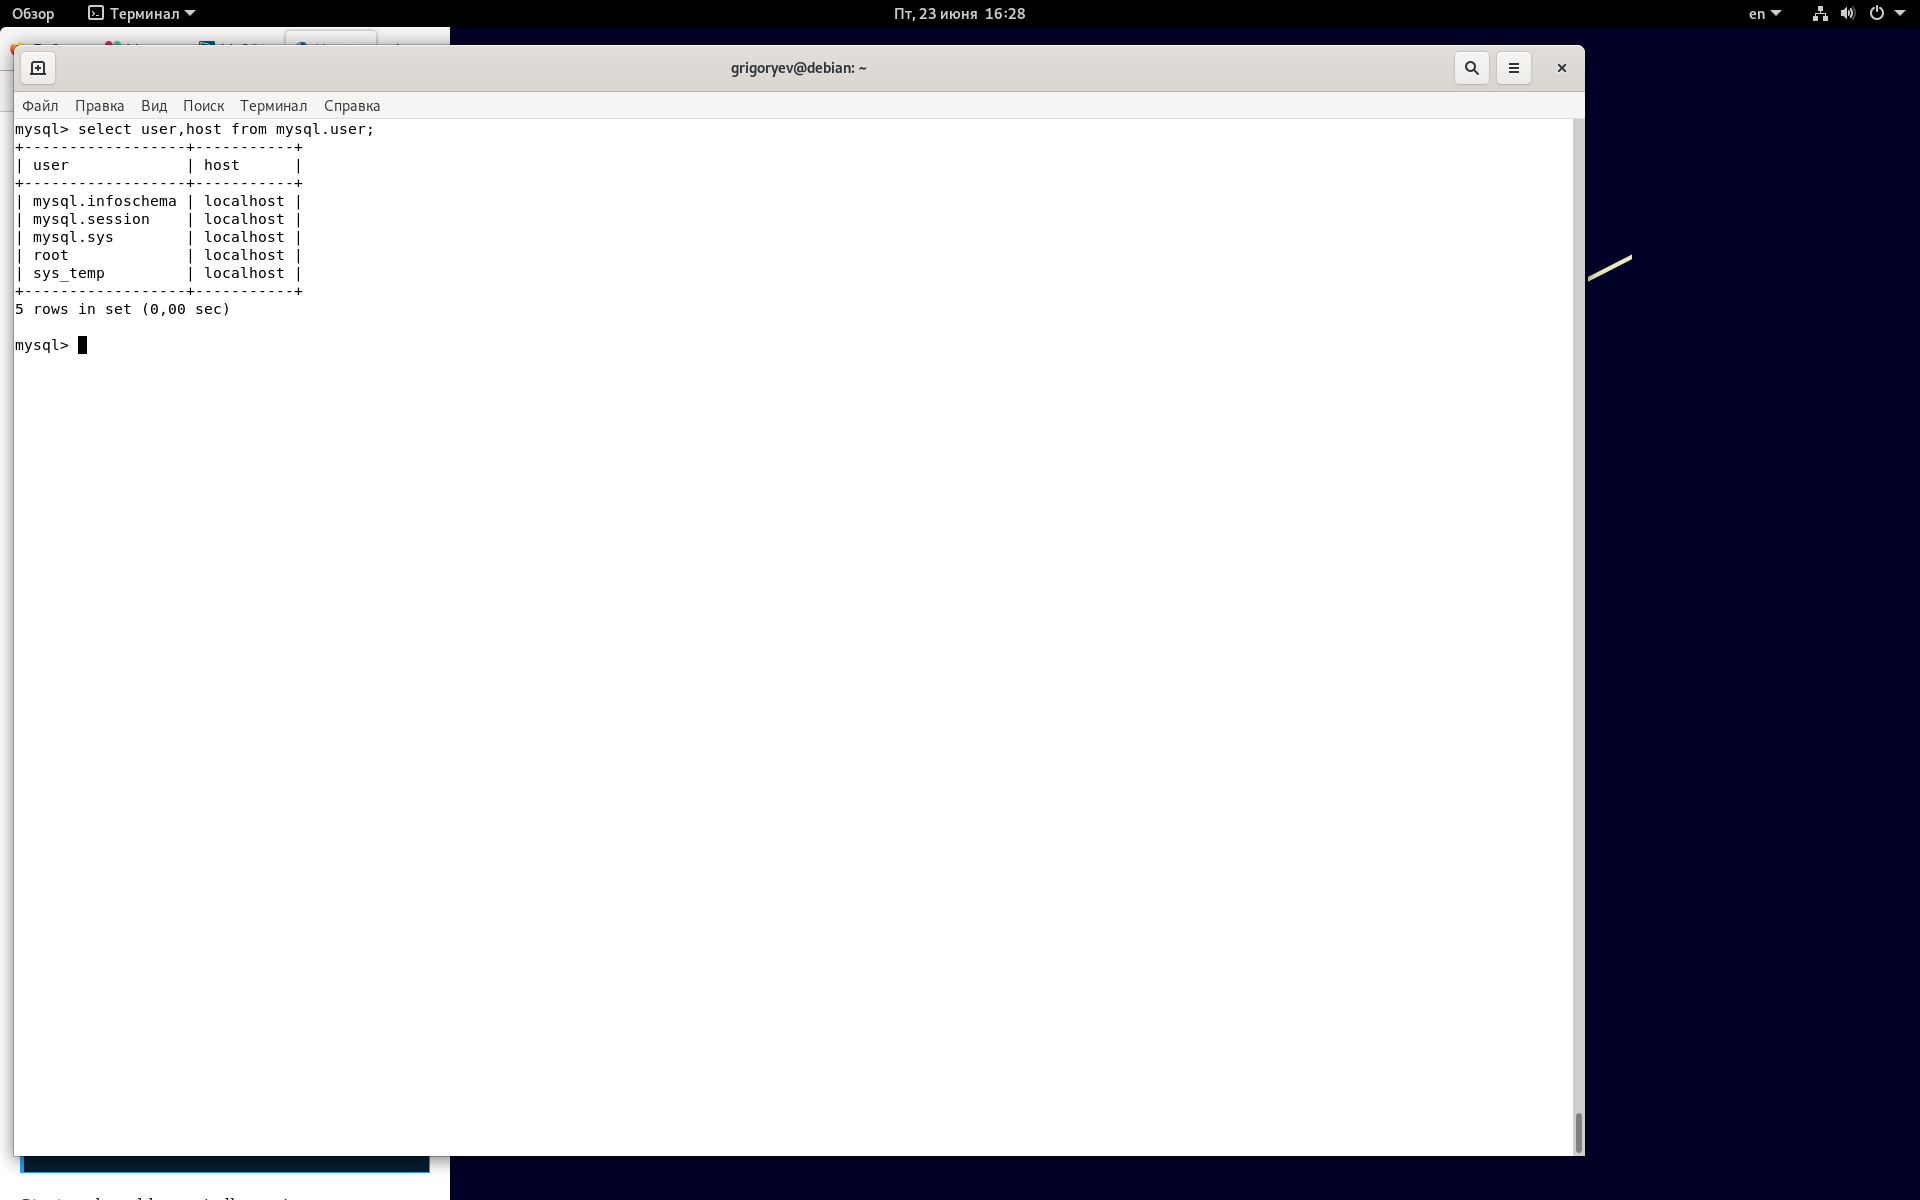 Обзор Терминал Пт, 23 июня 16:28 en
grigoryev@debian: ~
Файл Правка Вид Поиск Терминал Справка
mysql> select user,host from mysql.user;
+------------------+-----------+
| user             | host      |
+------------------+-----------+
| mysql.infoschema | localhost |
| mysql.session    | localhost |
| mysql.sys        | localhost |
| root             | localhost |
| sys_temp         | localhost |
+------------------+-----------+
5 rows in set (0,00 sec)
mysql>